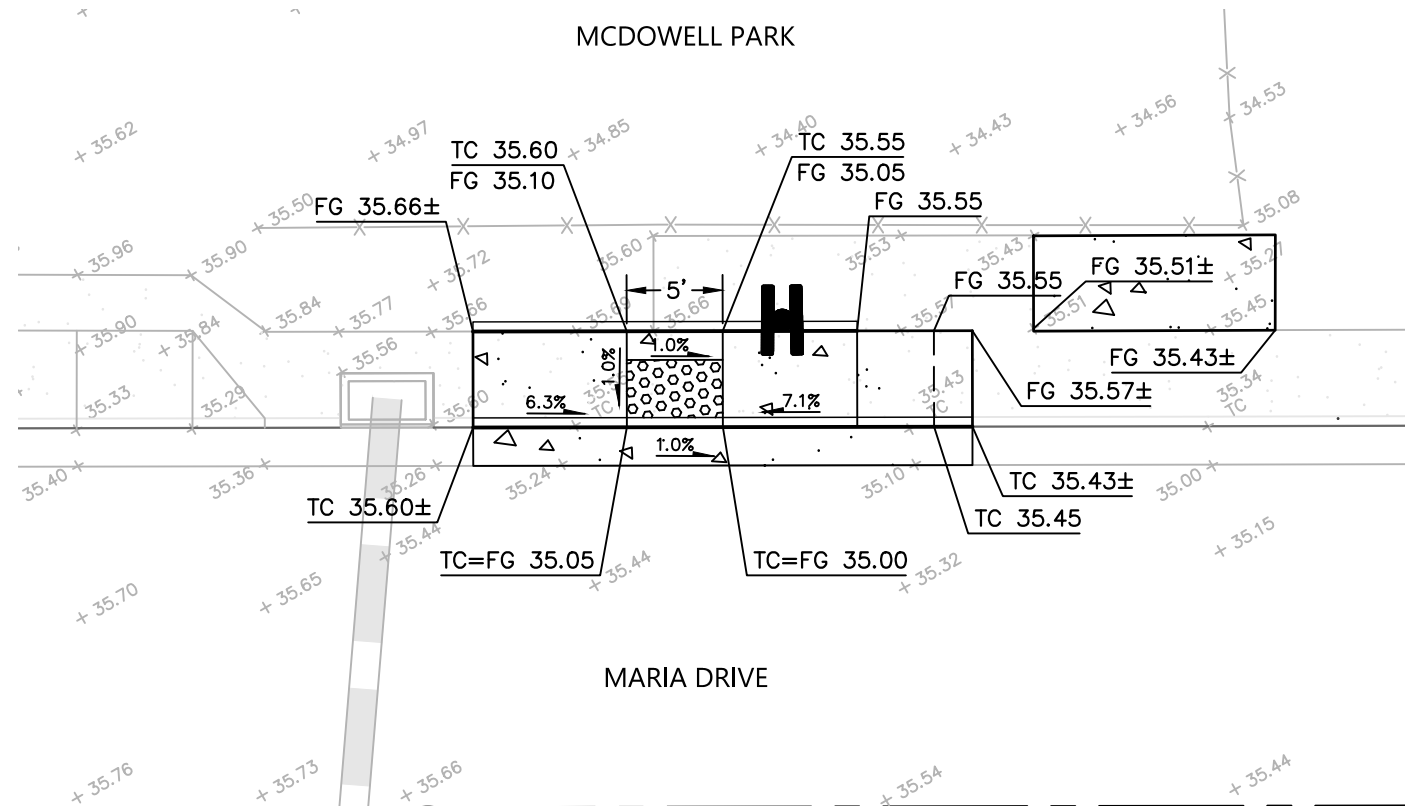 MCDOWELL PARK
+ 35.62
+ 34.97
+ 34.85
+ 34.40
+ 34.43
+ 34.56
+ 34.53
TC 35.60
FG 35.10
TC 35.55
FG 35.05
FG 35.66±
FG 35.55
+ 35.50
+ 35.08
+ 35.96
+ 35.90
+ 35.72
35.60 +
35.53 +
35.43 +
+ 35.27
FG 35.55
FG 35.51±
5'
+ 35.90
+ 35.84
+ 35.84
+ 35.77
+ 35.66
+ 35.69
+ 35.66
+ 35.51
+ 35.51
+ 35.45
+ 35.56
1.0%
1.0%
FG 35.43±
FG 35.57±
+ 35.33
+ 35.29
+ 35.60
6.3%
7.1%
TC
+ 35.43
TC
+ 35.34
TC
1.0%
35.40 +
35.36 +
35.26 +
35.24 +
35.10 +
35.00 +
TC 35.60±
TC 35.43±
TC 35.45
+ 35.44
TC=FG 35.05
TC=FG 35.00
+ 35.44
+ 35.32
+ 35.15
+ 35.70
+ 35.65
MARIA DRIVE
+ 35.76
+ 35.73
+ 35.66
+ 35.54
+ 35.44